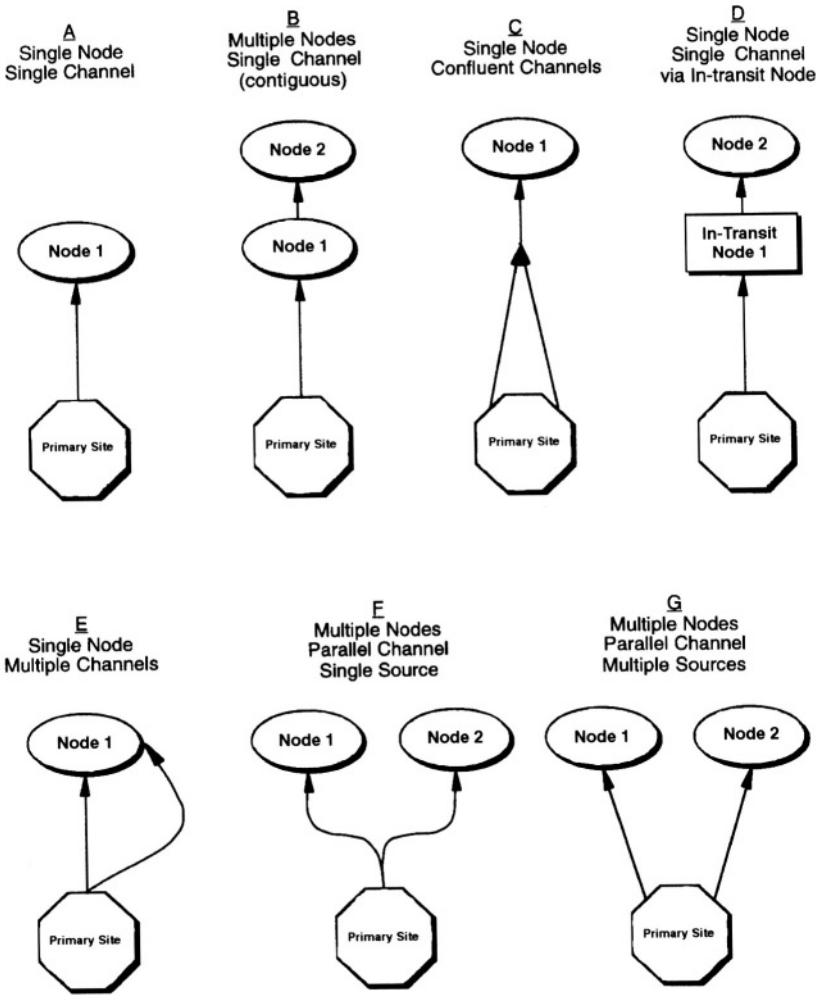 A
Single Node
Single Channel
B
Multiple Nodes
Single Channel
(contiguous)
C
Single Node
Confluent Channels
D
Single Node
Single Channel
via In-transit Node
Node 1
Primary Site
Node 2
Node 1
Primary Site
Node 1
Primary Site
Node 2
In-Transit
Node 1
Primary Site
E
Single Node
Multiple Channels
F
Multiple Nodes
Parallel Channel
Single Source
G
Multiple Nodes
Parallel Channel
Multiple Sources
Node 1
Primary Site
Node 1
Node 2
Primary Site
Node 1
Node 2
Primary Site